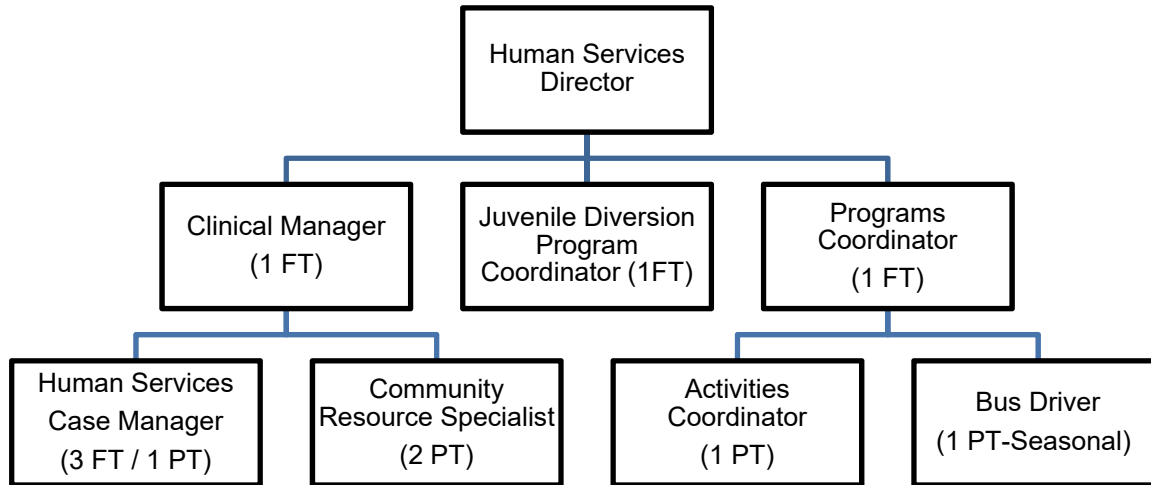 Human Services
Director
Clinical Manager
(1 FT)
Juvenile Diversion
Program
Coordinator (1FT)
Programs
Coordinator
(1 FT)
Human Services
Case Manager
(3 FT / 1 PT)
Community
Resource Specialist
(2 PT)
Activities
Coordinator
(1 PT)
Bus Driver
(1 PT-Seasonal)